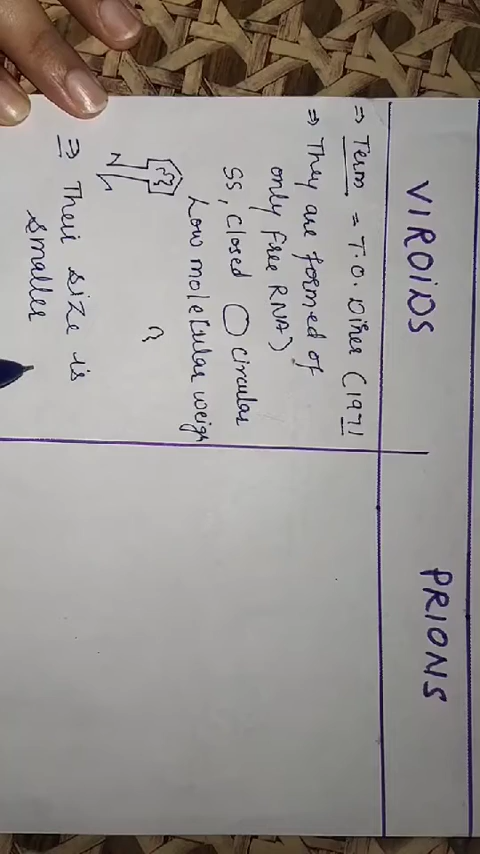 VIROIDS
PRIONS
⇒ Term = T.O. Diner (1971
⇒ They are formed of
only free RNA)
SS, closed circular
Low molecular weigh
⇒ Their size is
smaller